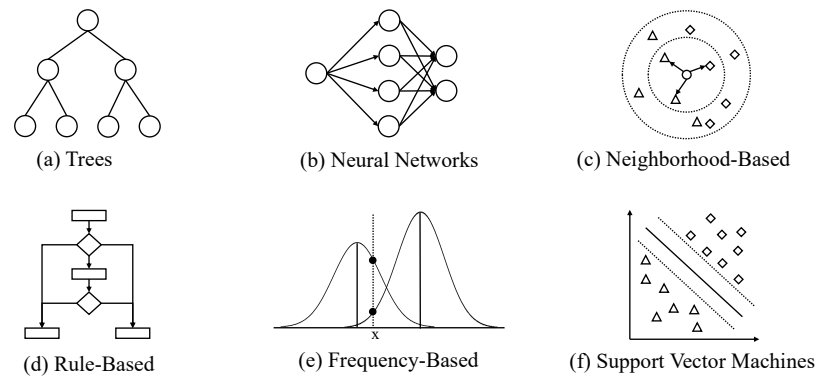 (a) Trees
(b) Neural Networks
(c) Neighborhood-Based
x
(d) Rule-Based
(e) Frequency-Based
(f) Support Vector Machines